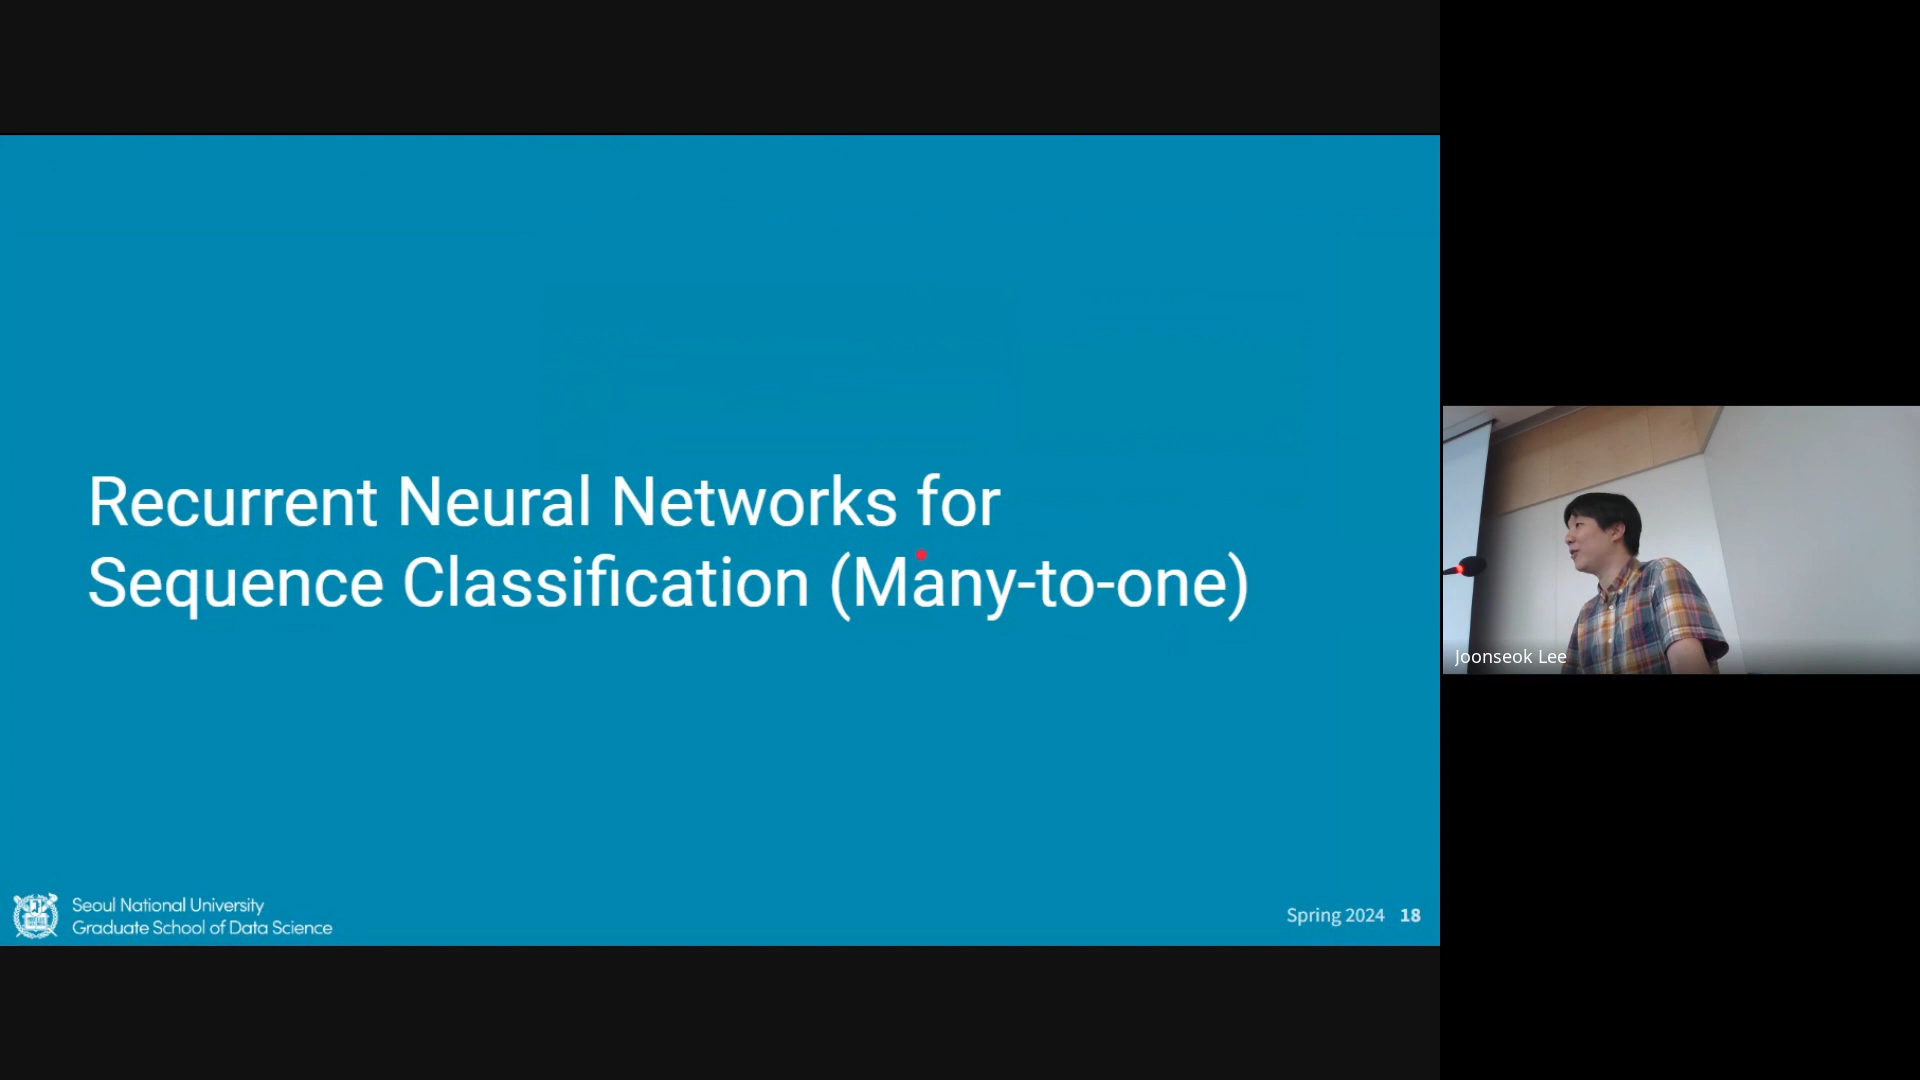 Recurrent Neural Networks for
Sequence Classification (Many-to-one)
Seoul National University
Graduate School of Data Science
Spring 2024 18
Joonseok Lee